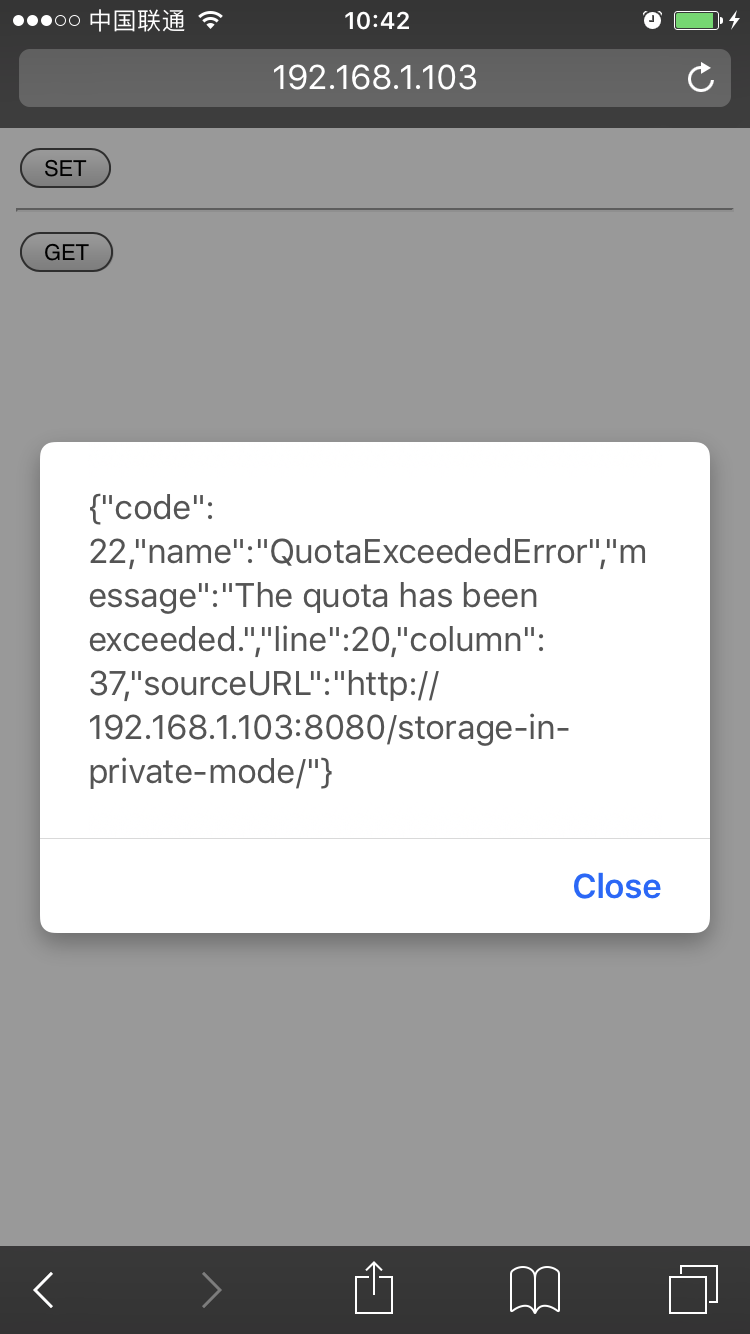 中国联通 10:42
192.168.1.103
SET
GET
{"code":
22,"name":"QuotaExceededError","m
essage":"The quota has been
exceeded.","line":20,"column":
37,"sourceURL":"http://
192.168.1.103:8080/storage-in-
private-mode/"}
Close